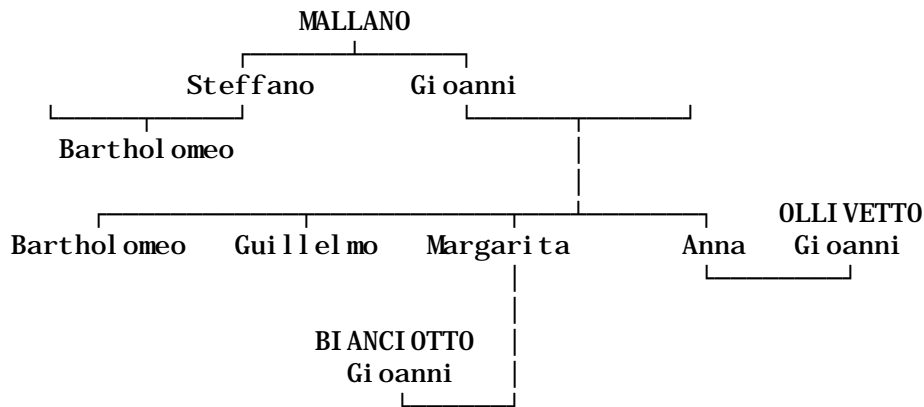 MALLANO
Steffano Gioanni
Bartholomeo
OLLIVETTO
Bartholomeo Guillelmo Margarita Anna Gioanni
BIANCIOTTO
Gioanni